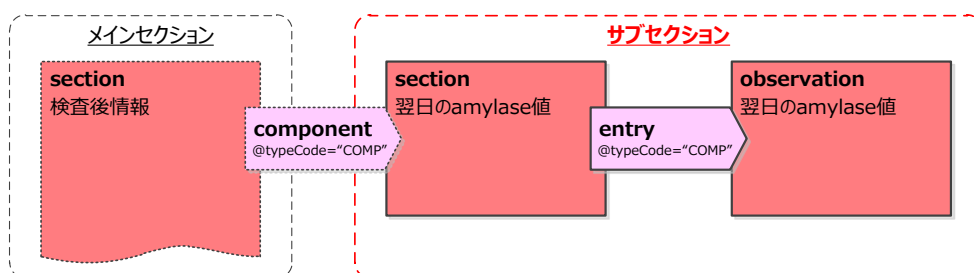 メインセクション
section
検査後情報
component
@typeCode=“COMP”
サブセクション
section
翌日のamylase値
entry
@typeCode=“COMP”
observation
翌日のamylase値